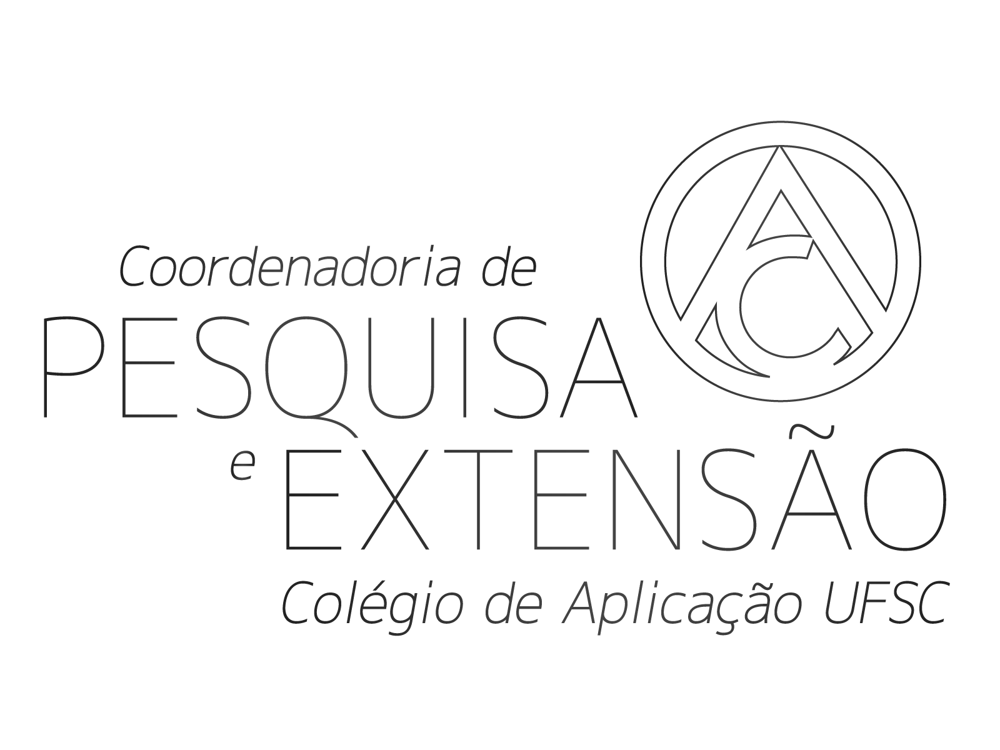 Coordenadoria de
PESQUISA
e EXTENSÃO
Colégio de Aplicação UFSC